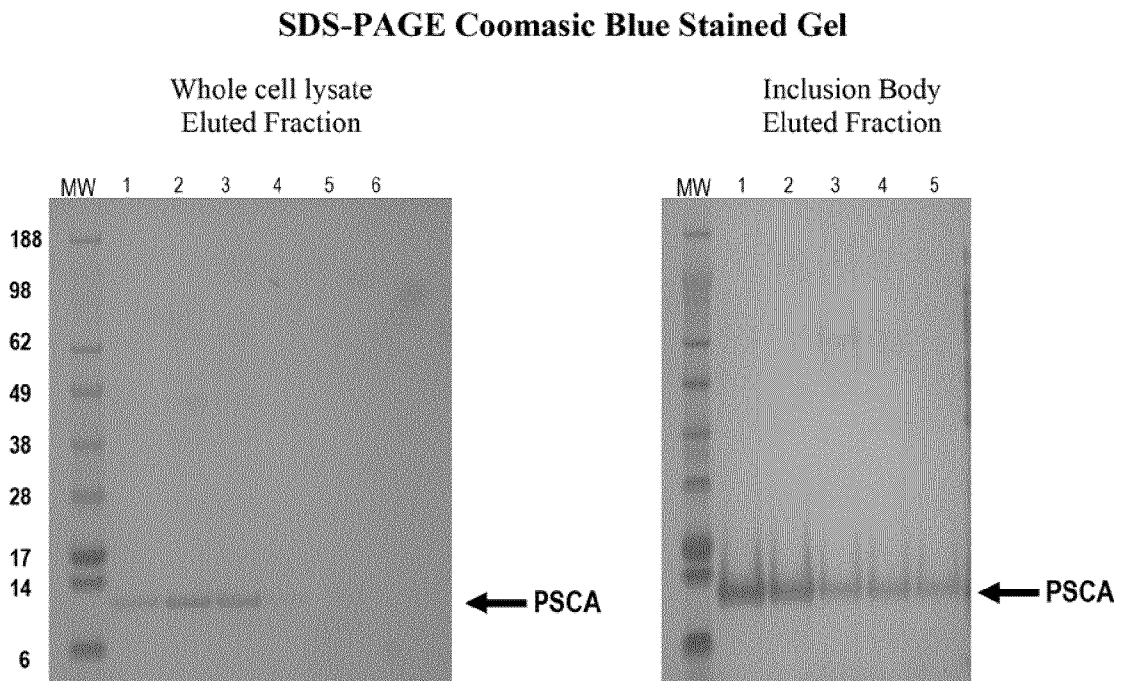 SDS-PAGE Coomasic Blue Stained Gel
Whole cell lysate
Eluted Fraction
MW 1 2 3 4 5 6
188
98
62
49
38
28
17
14
6
PSCA
Inclusion Body
Eluted Fraction
MW 1 2 3 4 5
PSCA